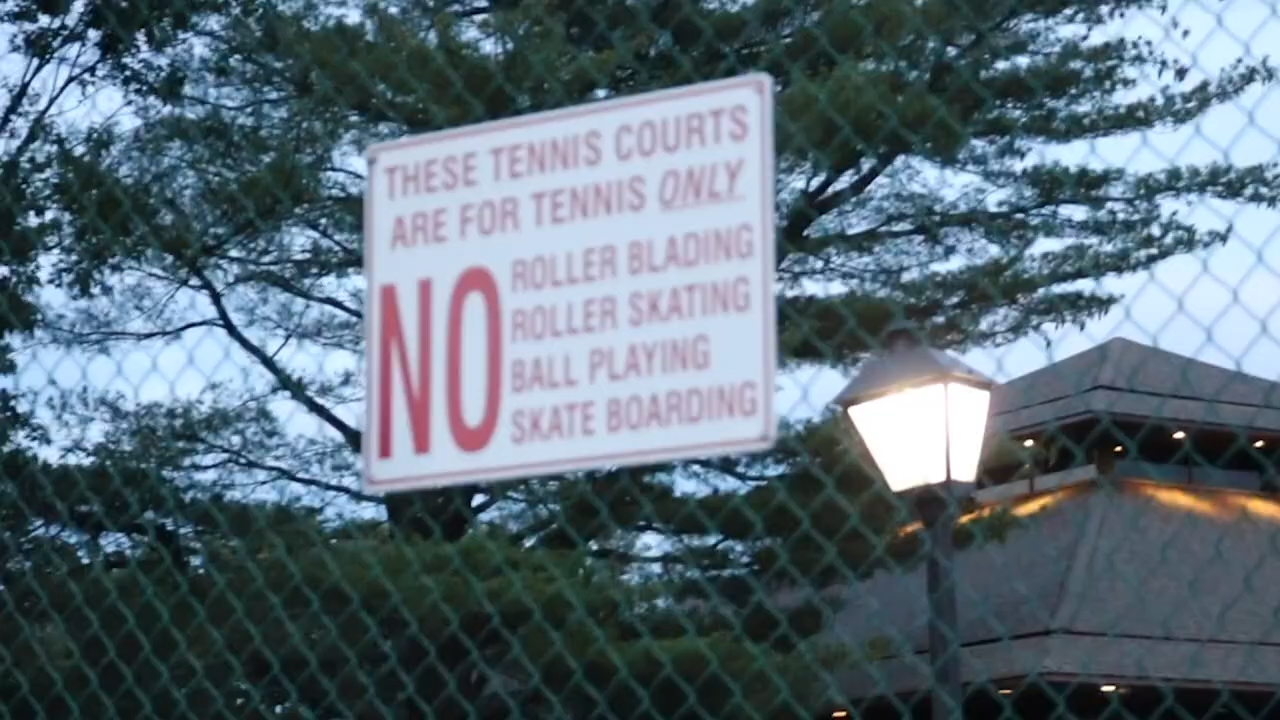 THESE TENNIS COURTS
ARE FOR TENNIS ONLY
NO
ROLLER BLADING
ROLLER SKATING
BALL PLAYING
SKATE BOARDING